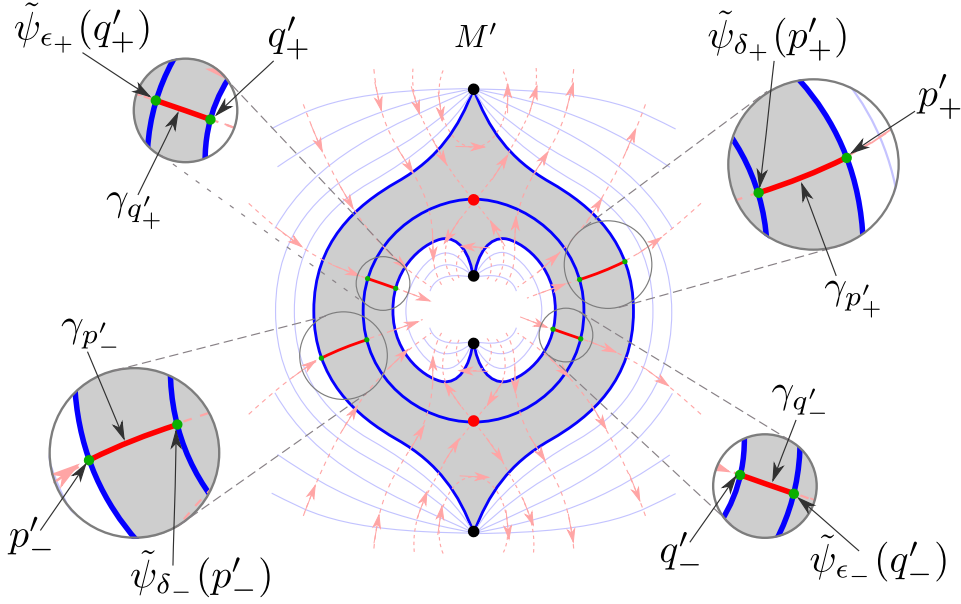 ψ̃_{ϵ₊}(q′₊)
q′₊
M′
ψ̃_{δ₊}(p′₊)
p′₊
γ_{q′₊}
γ_{p′₊}
γ_{p′₋}
γ_{q′₋}
p′₋
ψ̃_{δ₋}(p′₋)
q′₋
ψ̃_{ϵ₋}(q′₋)